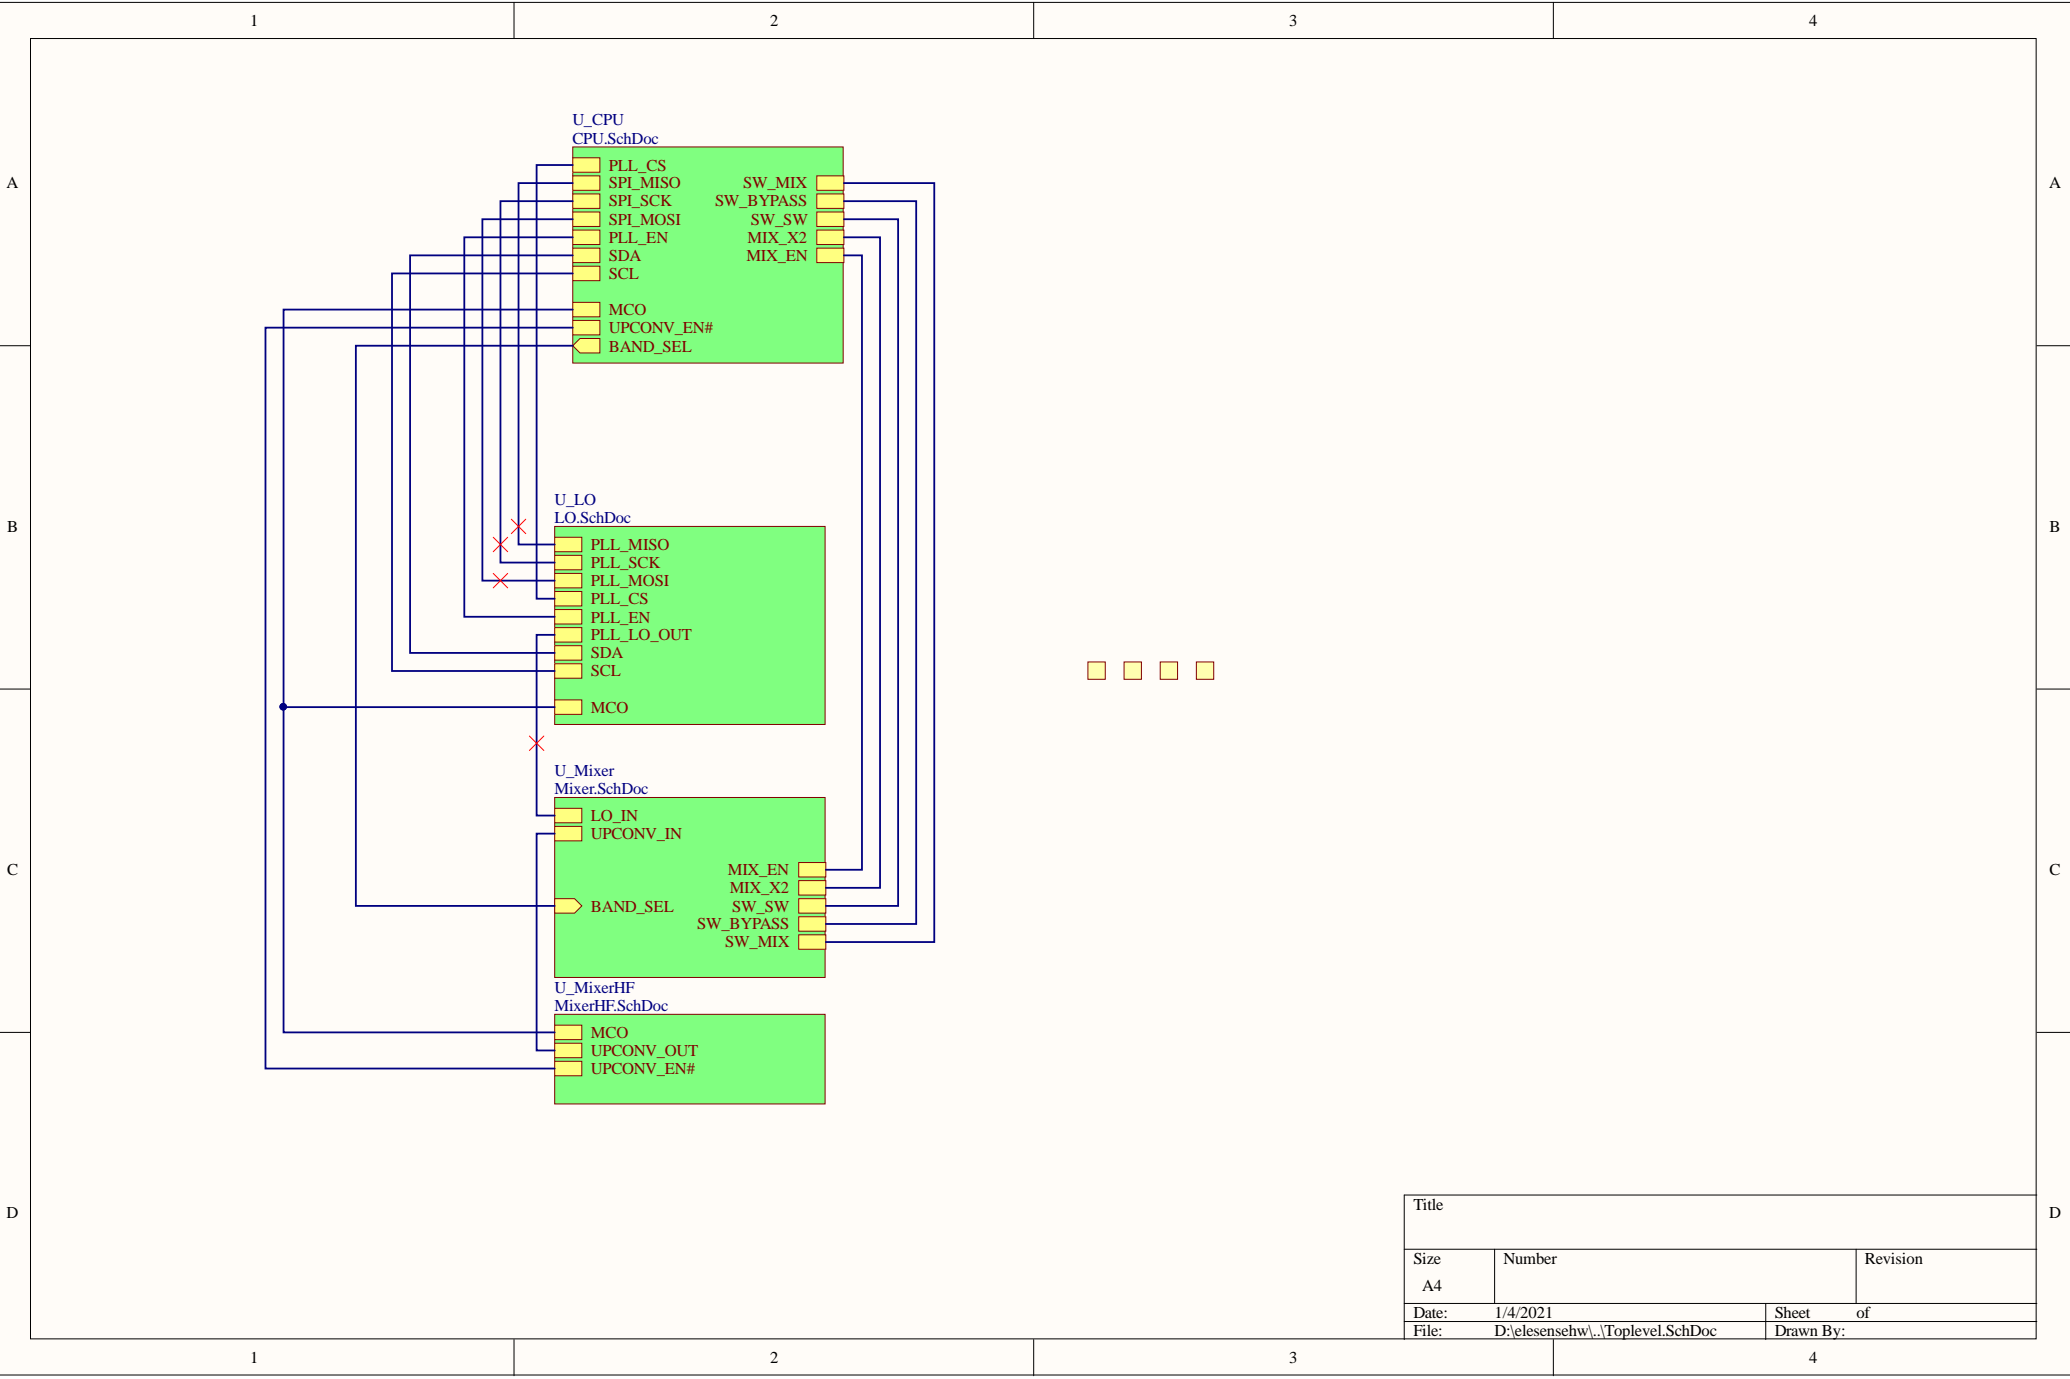 1 2 3 4
A A
B B
C C
D D
U_CPU
CPU.SchDoc
PLL_CS
SPI_MISO SW_MIX
SPI_SCK SW_BYPASS
SPI_MOSI SW_SW
PLL_EN MIX_X2
SDA MIX_EN
SCL
MCO
UPCONV_EN#
BAND_SEL
U_LO
LO.SchDoc
PLL_MISO
PLL_SCK
PLL_MOSI
PLL_CS
PLL_EN
PLL_LO_OUT
SDA
SCL
MCO
U_Mixer
Mixer.SchDoc
LO_IN
UPCONV_IN
MIX_EN
MIX_X2
BAND_SEL SW_SW
SW_BYPASS
SW_MIX
U_MixerHF
MixerHF.SchDoc
MCO
UPCONV_OUT
UPCONV_EN#
Title
Size Number Revision
A4
Date: 1/4/2021 Sheet of
File: D:\elesensehw\..\Toplevel.SchDoc Drawn By:
1 2 3 4